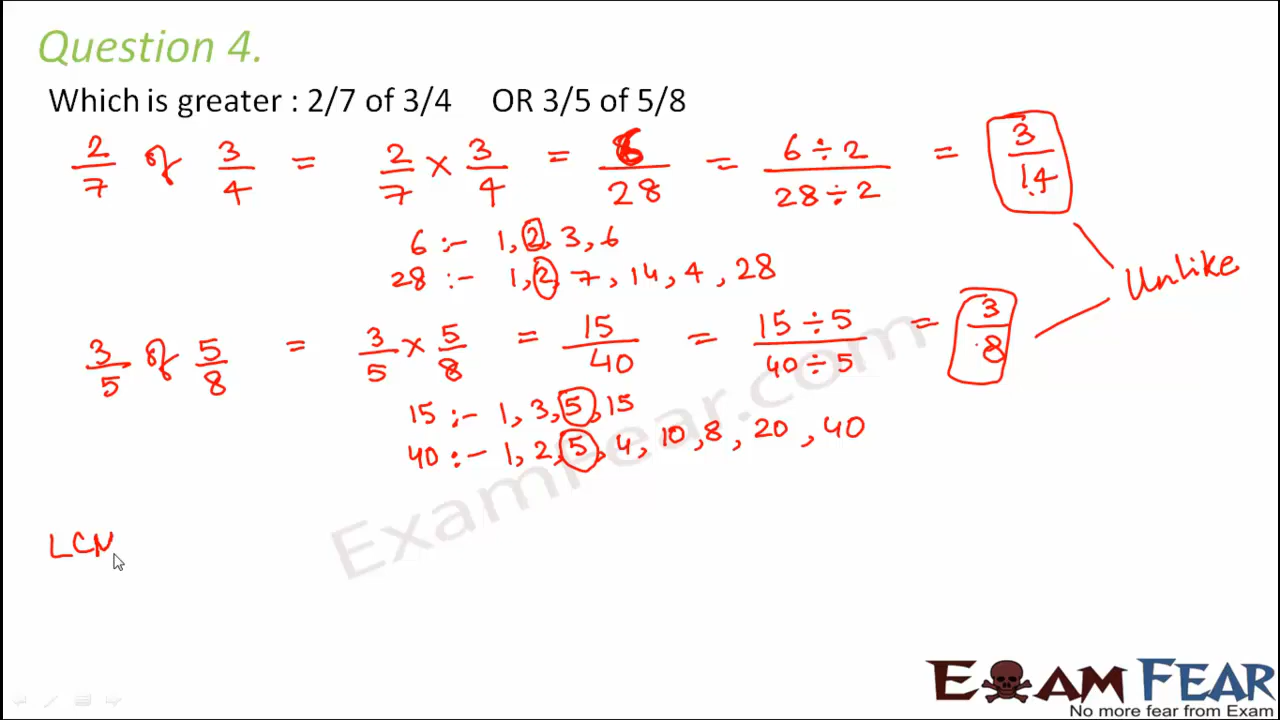 Question 4.
Which is greater : 2/7 of 3/4 OR 3/5 of 5/8
2/7 of 3/4 = 2/7 × 3/4 = 6/28 = 6÷2/28÷2 = 3/14
6 :- 1, 2, 3, 6
28 :- 1, 2, 7, 14, 4, 28
Unlike
3/5 of 5/8 = 3/5 × 5/8 = 15/40 = 15÷5/40÷5 = 3/8
15 :- 1, 3, 5, 15
40 :- 1, 2, 5, 4, 10, 8, 20, 40
ExamFear.com
LCN
EXAM FEAR
No more fear from Exam